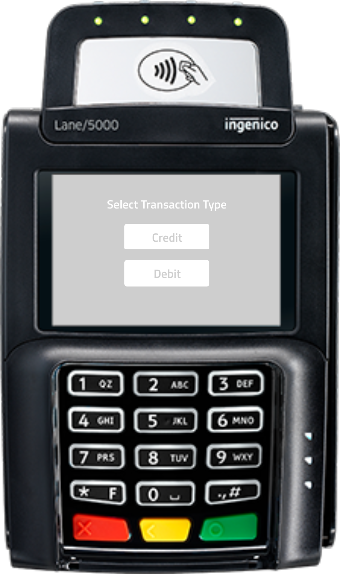 Lane/5000 ingenico
Select Transaction Type
Credit
Debit
1 QZ 2 ABC 3 DEF
4 GHI 5 JKL 6 MNO
7 PRS 8 TUV 9 WXY
* F 0 .,#